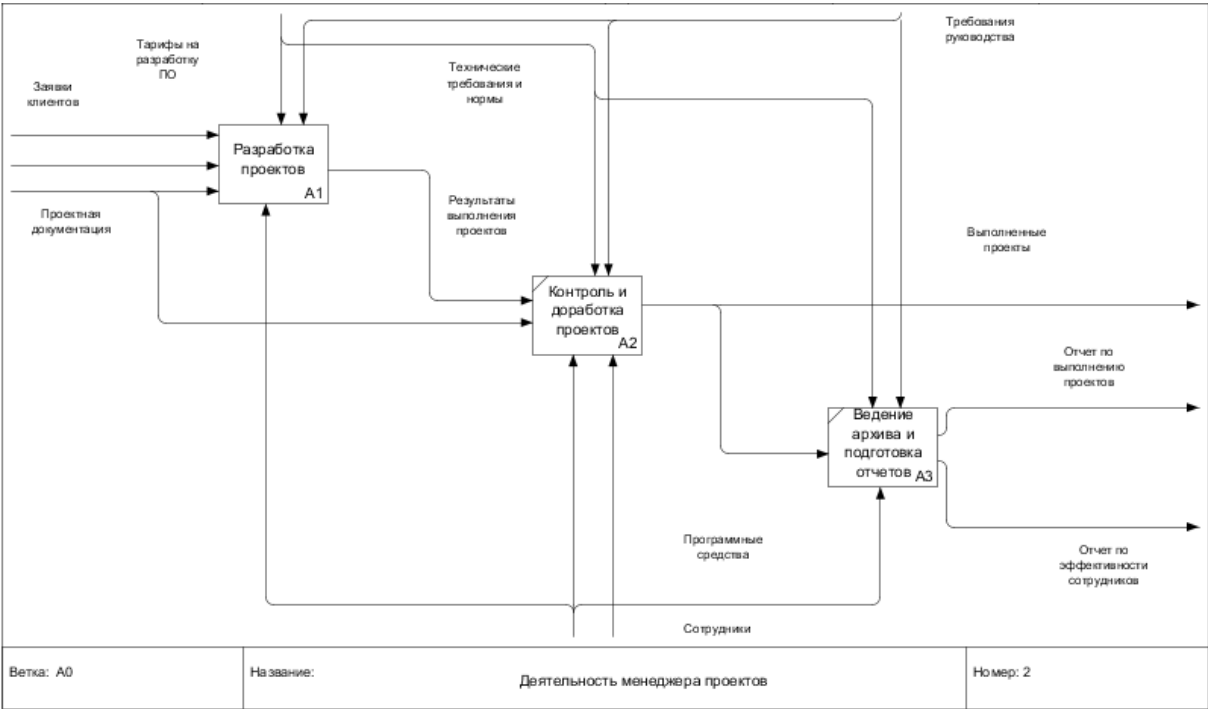 Требования
руководства
Тарифы на
разработку
ПО
Технические
требования и
нормы
Заявки
клиентов
Разработка
проектов
A1
Проектная
документация
Результаты
выполнения
проектов
Выполненные
проекты
Контроль и
доработка
проектов
A2
Отчет по
выполнению
проектов
Ведение
архива и
подготовка
отчетов
A3
Программные
средства
Отчет по
эффективности
сотрудников
Сотрудники
Ветка: A0
Название:
Деятельность менеджера проектов
Номер: 2